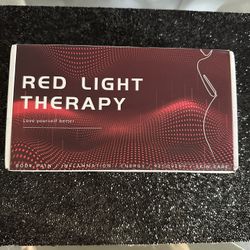 RED LIGHT
THERAPY
Love yourself better
BODY PAIN / INFLAMMATION / ENERGY / RECOVERY / SKIN CARE